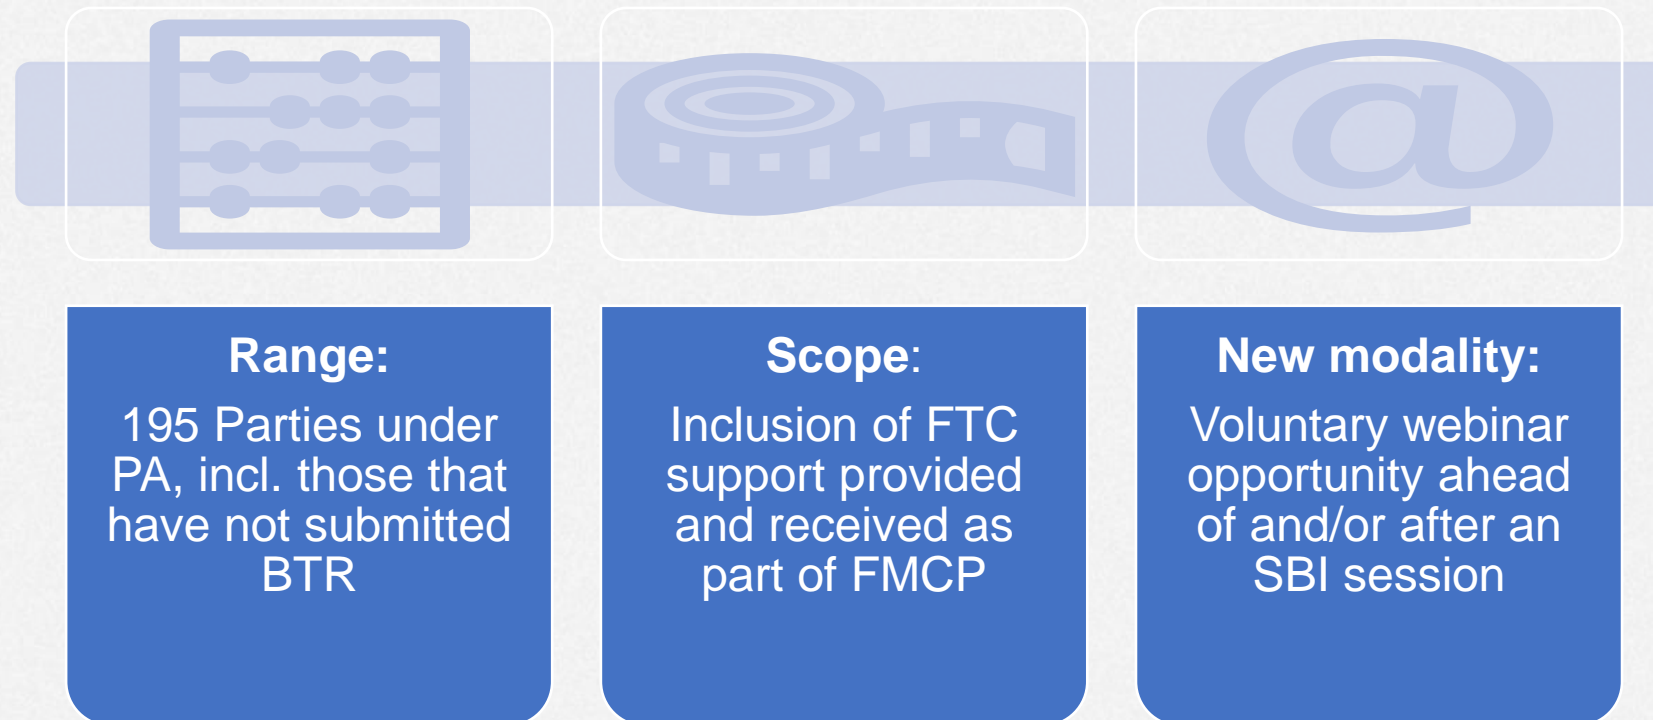 Range:
195 Parties under
PA, incl. those that
have not submitted
BTR
Scope:
Inclusion of FTC
support provided
and received as
part of FMCP
New modality:
Voluntary webinar
opportunity ahead
of and/or after an
SBI session